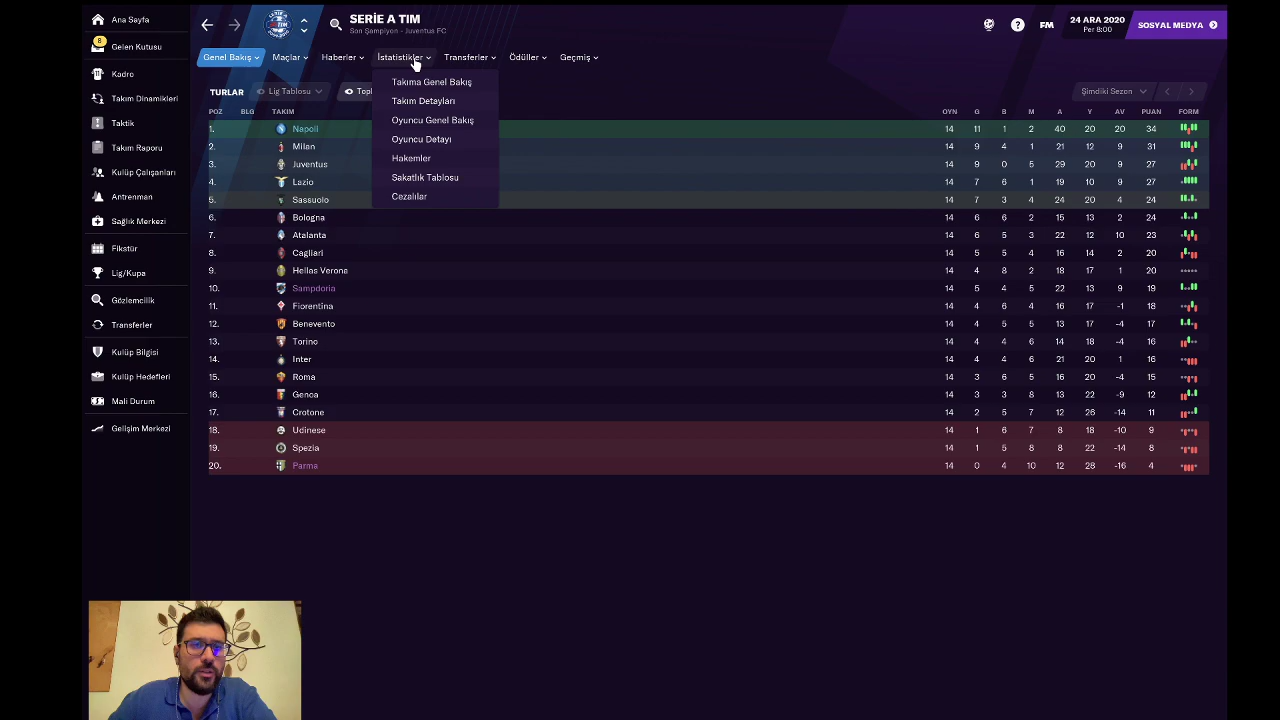 Ana Sayfa
8
Gelen Kutusu
Kadro
Takım Dinamikleri
Taktik
Takım Raporu
Kulüp Çalışanları
Antrenman
Sağlık Merkezi
Fikstür
Lig/Kupa
Gözlemcilik
Transferler
Kulüp Bilgisi
Kulüp Hedefleri
Mali Durum
Gelişim Merkezi
SERİE A TIM
Son Şampiyon - Juventus FC
FM
24 ARA 2020
Per 8:00
SOSYAL MEDYA
Genel Bakış Maçlar Haberler İstatistikler Transferler Ödüller Geçmiş
Takıma Genel Bakış
Takım Detayları
Oyuncu Genel Bakış
Oyuncu Detayı
Hakemler
Sakatlık Tablosu
Cezalılar
TURLAR Lig Tablosu Şimdiki Sezon
POZ BLG TAKIM OYN G B M A Y AV PUAN FORM
1. Napoli 14 11 1 2 40 20 20 34
2. Milan 14 9 4 1 21 12 9 31
3. Juventus 14 9 0 5 29 20 9 27
4. Lazio 14 7 6 1 19 10 9 27
5. Sassuolo 14 7 3 4 24 20 4 24
6. Bologna 14 6 6 2 15 13 2 24
7. Atalanta 14 6 5 3 22 12 10 23
8. Cagliari 14 5 5 4 16 14 2 20
9. Hellas Verone 14 4 8 2 18 17 1 20
10. Sampdoria 14 5 4 5 22 13 9 19
11. Fiorentina 14 4 6 4 16 17 -1 18
12. Benevento 14 4 5 5 13 17 -4 17
13. Torino 14 4 4 6 14 18 -4 16
14. Inter 14 4 4 6 21 20 1 16
15. Roma 14 3 6 5 16 20 -4 15
16. Genoa 14 3 3 8 13 22 -9 12
17. Crotone 14 2 5 7 12 26 -14 11
18. Udinese 14 1 6 7 8 18 -10 9
19. Spezia 14 1 5 8 8 22 -14 8
20. Parma 14 0 4 10 12 28 -16 4